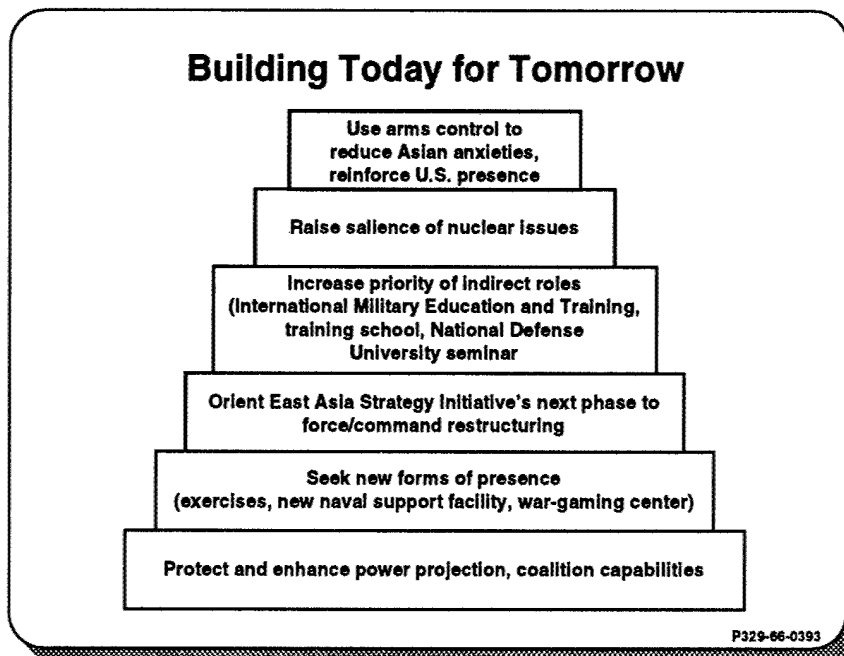 Building Today for Tomorrow
Use arms control to
reduce Asian anxieties,
reinforce U.S. presence
Raise salience of nuclear issues
Increase priority of indirect roles
(International Military Education and Training,
training school, National Defense
University seminar
Orient East Asia Strategy Initiative's next phase to
force/command restructuring
Seek new forms of presence
(exercises, new naval support facility, war-gaming center)
Protect and enhance power projection, coalition capabilities
P329-66-0393